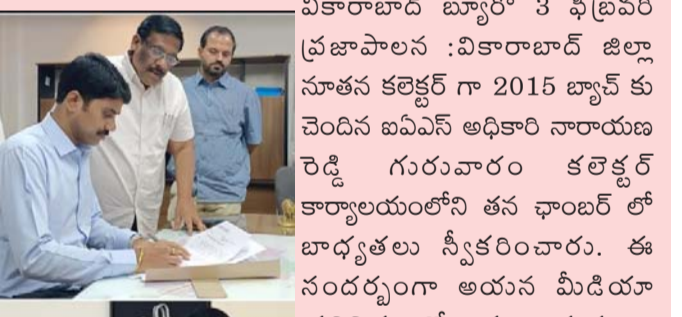 వికారాబాద్ బ్యూరో 3 ఫిబ్రవరి
ప్రజాపాలన :వికారాబాద్ జిల్లా
నూతన కలెక్టర్ గా 2015 బ్యాచ్ కు
చెందిన ఐఏఎస్ అధికారి నారాయణ
రెడ్డి గురువారం కలెక్టర్
కార్యాలయంలోని తన ఛాంబర్ లో
బాధ్యతలు స్వీకరించారు. ఈ
సందర్భంగా అయన మీడియా